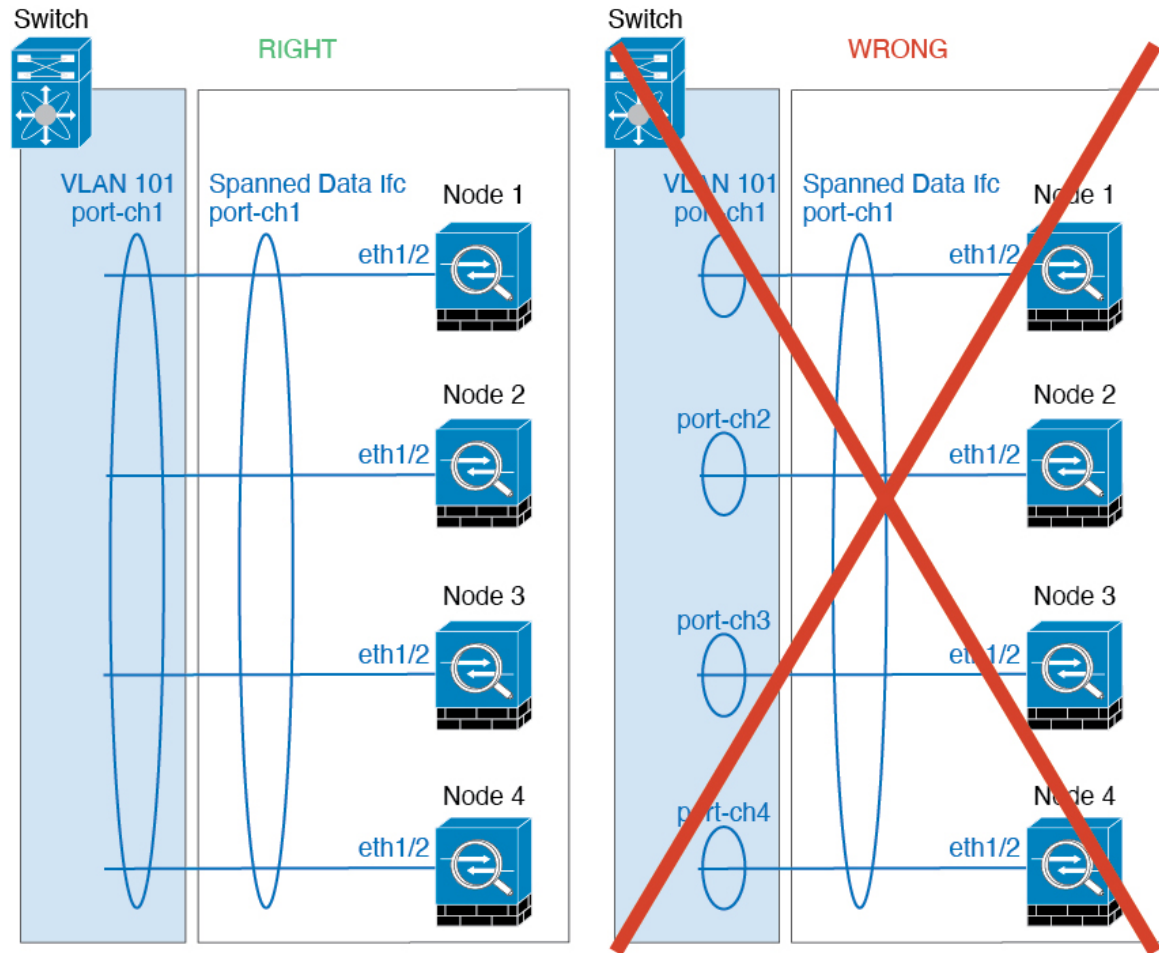 Switch
RIGHT
VLAN 101
port-ch1
Spanned Data Ifc
port-ch1
Node 1
eth1/2
Node 2
eth1/2
Node 3
eth1/2
Node 4
eth1/2
Switch
WRONG
VLAN 101
port-ch1
Spanned Data Ifc
port-ch1
Node 1
eth1/2
port-ch2
Node 2
eth1/2
port-ch3
Node 3
eth1/2
port-ch4
Node 4
eth1/2